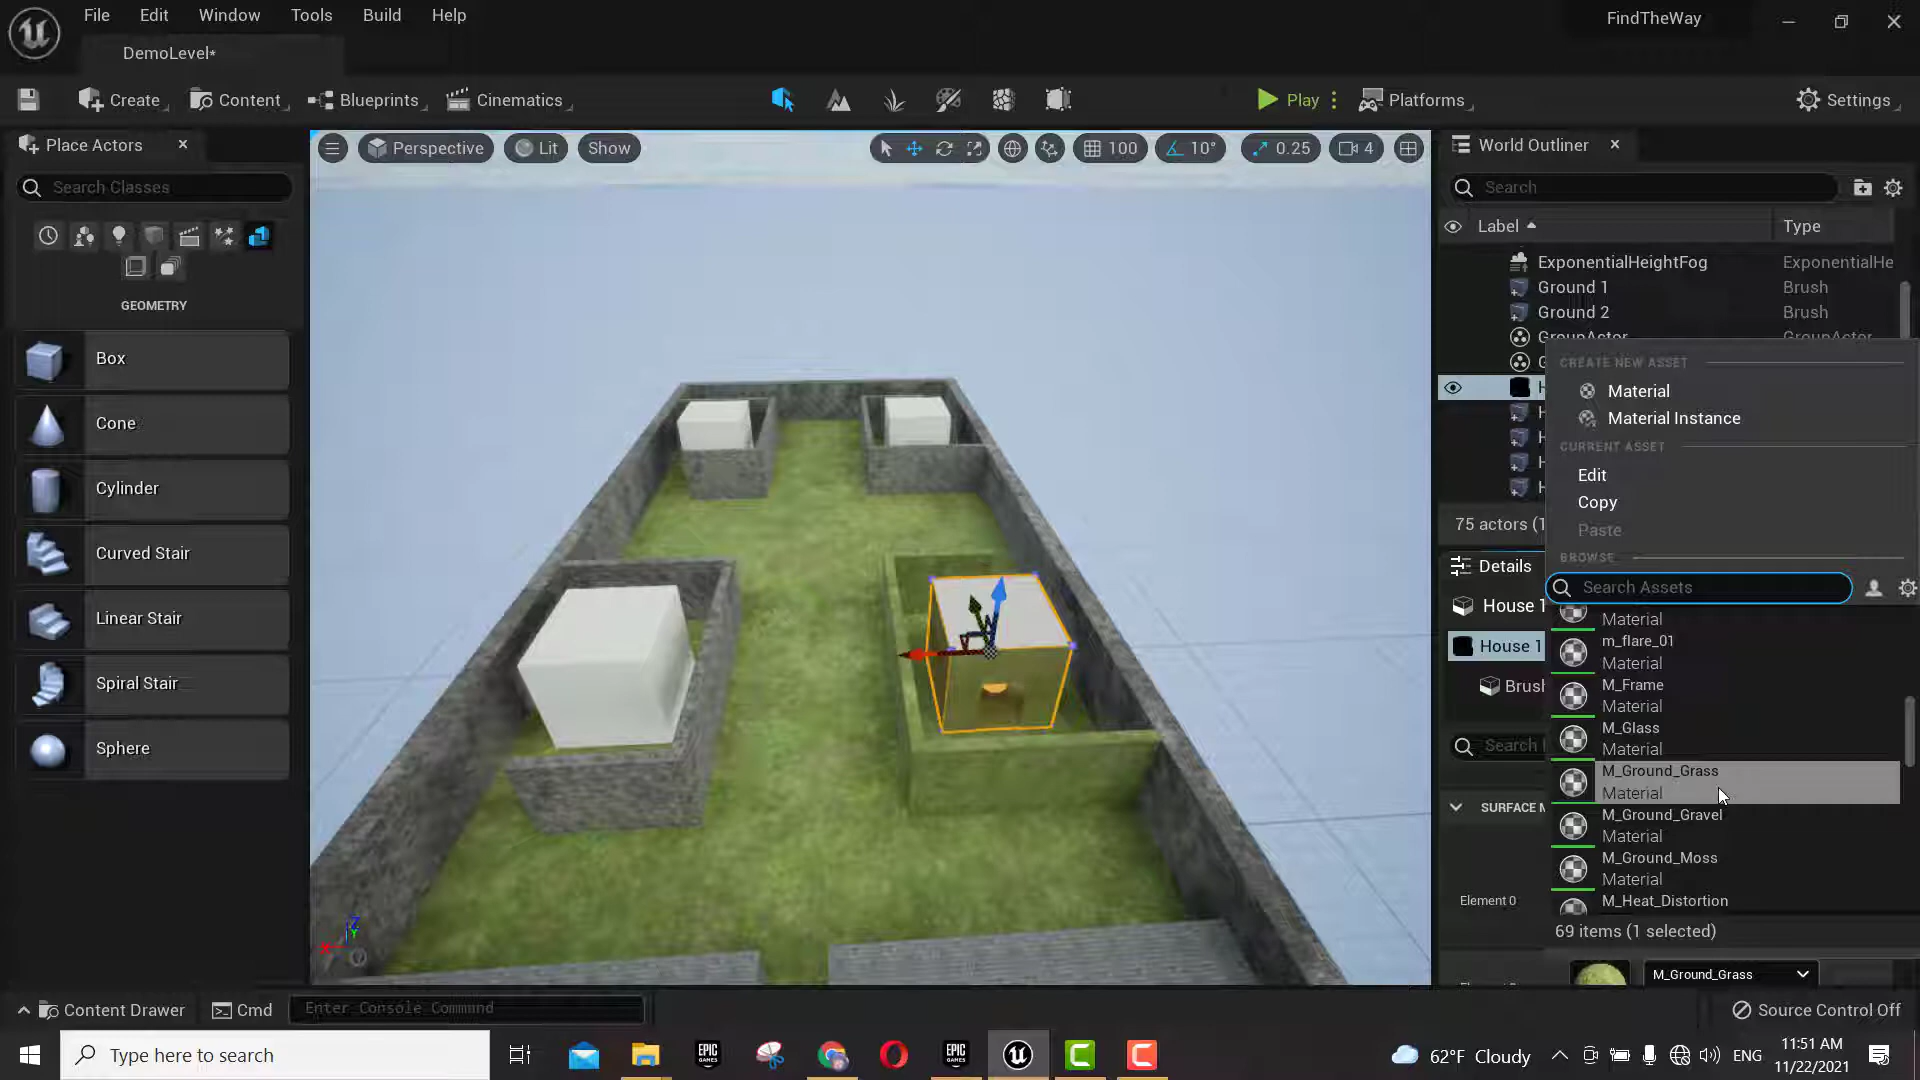 File Edit Window Tools Build Help
FindTheWay
DemoLevel*
Create Content Blueprints Cinematics Play Platforms Settings
Place Actors
Search Classes
GEOMETRY
Box
Cone
Cylinder
Curved Stair
Linear Stair
Spiral Stair
Sphere
Perspective Lit Show 100 10° 0.25 4
World Outliner
Search
Label Type
ExponentialHeightFog ExponentialHe
Ground 1 Brush
Ground 2 Brush
GroupActor GroupActor
75 actors (1
Details
House 1
House 1
Brush
Search
SURFACE M
Element 0
CREATE NEW ASSET
Material
Material Instance
CURRENT ASSET
Edit
Copy
Paste
BROWSE
Search Assets
Material
m_flare_01
Material
M_Frame
Material
M_Glass
Material
M_Ground_Grass
Material
M_Ground_Gravel
Material
M_Ground_Moss
Material
M_Heat_Distortion
69 items (1 selected)
M_Ground_Grass
Content Drawer Cmd Enter Console Command
Source Control Off
Type here to search
EPIC GAMES
EPIC GAMES
62°F Cloudy
ENG
11:51 AM
11/22/2021